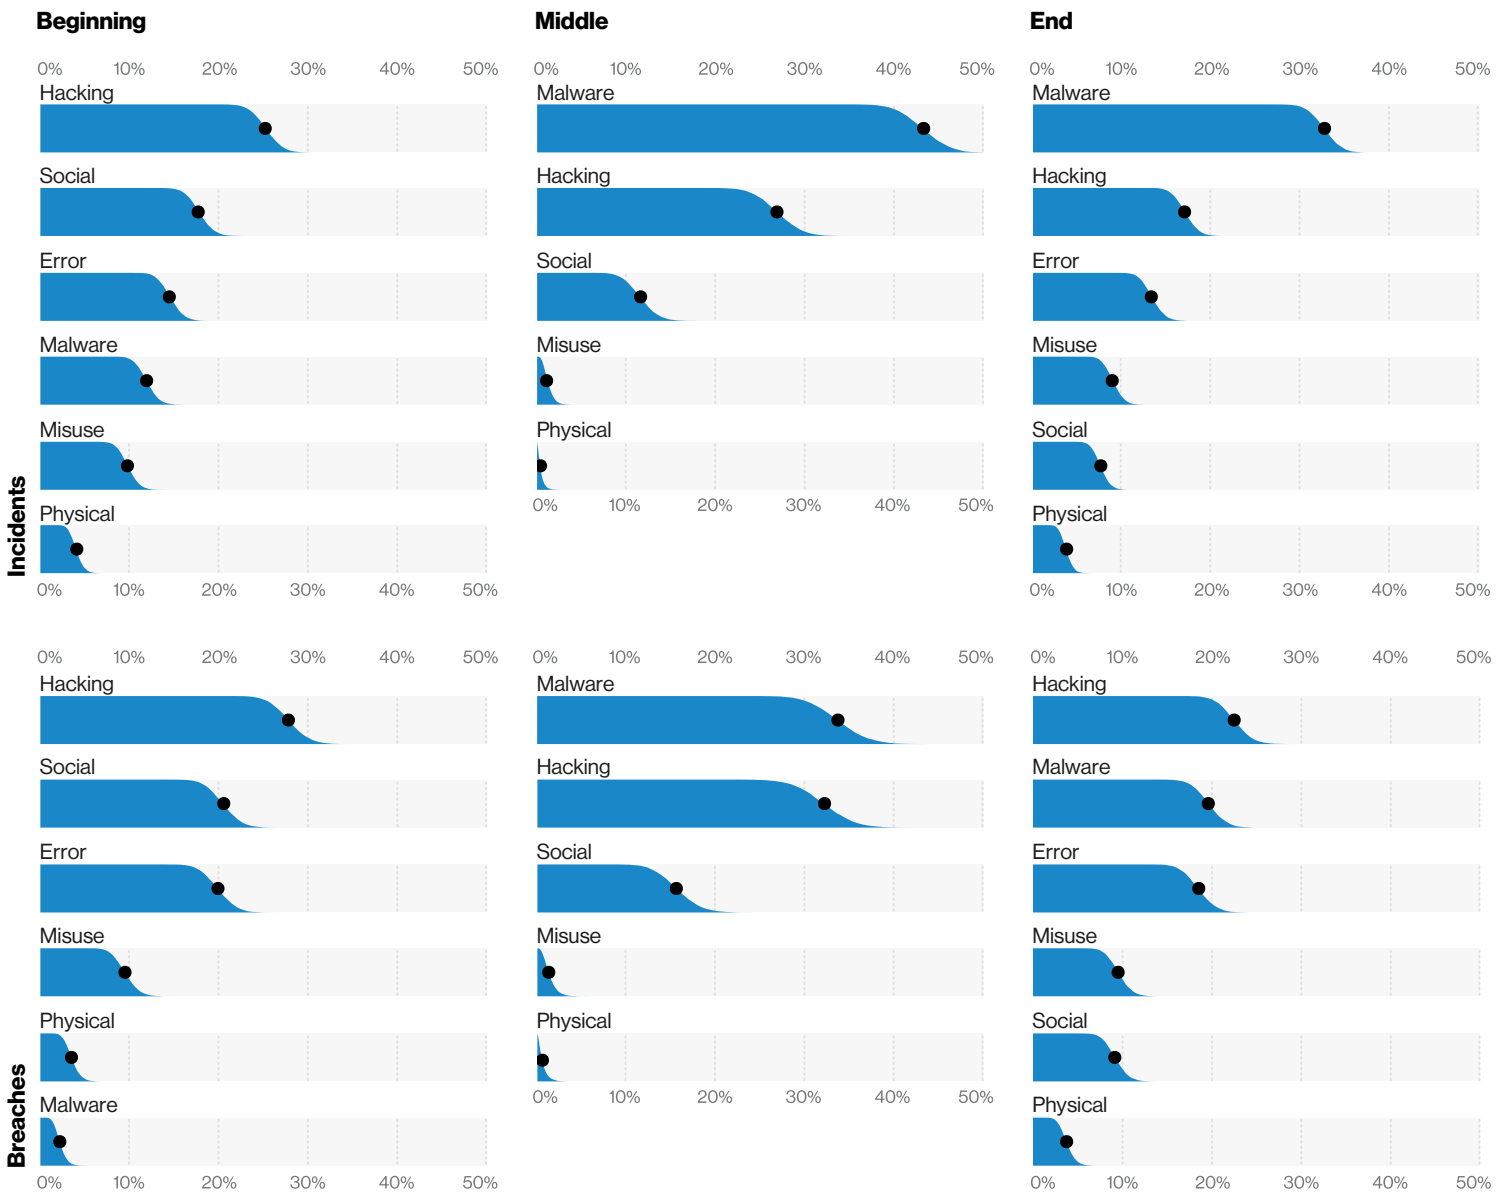 Beginning Middle End
0% 10% 20% 30% 40% 50% 0% 10% 20% 30% 40% 50% 0% 10% 20% 30% 40% 50%
Hacking Malware Malware
Social Hacking Hacking
Error Social Error
Malware Misuse Misuse
Misuse Physical Social
0% 10% 20% 30% 40% 50%
Physical Physical
Incidents
0% 10% 20% 30% 40% 50% 0% 10% 20% 30% 40% 50%
0% 10% 20% 30% 40% 50% 0% 10% 20% 30% 40% 50% 0% 10% 20% 30% 40% 50%
Hacking Malware Hacking
Social Hacking Malware
Error Social Error
Misuse Misuse Misuse
Physical Physical Social
0% 10% 20% 30% 40% 50%
Malware Physical
Breaches
0% 10% 20% 30% 40% 50% 0% 10% 20% 30% 40% 50%